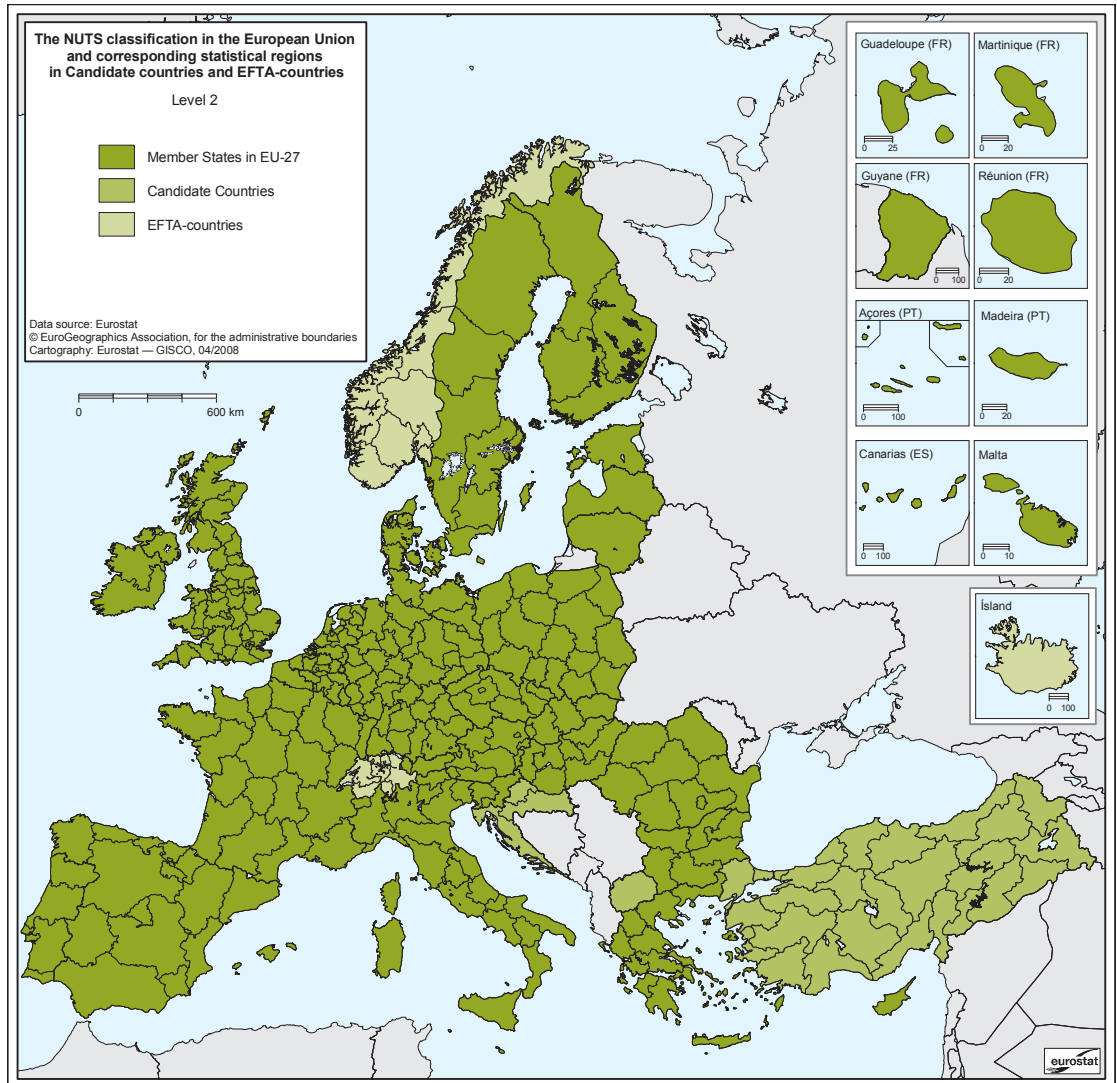 The NUTS classification in the European Union
and corresponding statistical regions
in Candidate countries and EFTA-countries
Level 2
Member States in EU-27
Candidate Countries
EFTA-countries
Data source: Eurostat
© EuroGeographics Association, for the administrative boundaries
Cartography: Eurostat — GISCO, 04/2008
0 600 km
Guadeloupe (FR)
0 25
Martinique (FR)
0 20
Guyane (FR)
0 100
Réunion (FR)
0 20
Açores (PT)
0 100
Madeira (PT)
0 20
Canarias (ES)
0 100
Malta
0 10
Ísland
0 100
eurostat